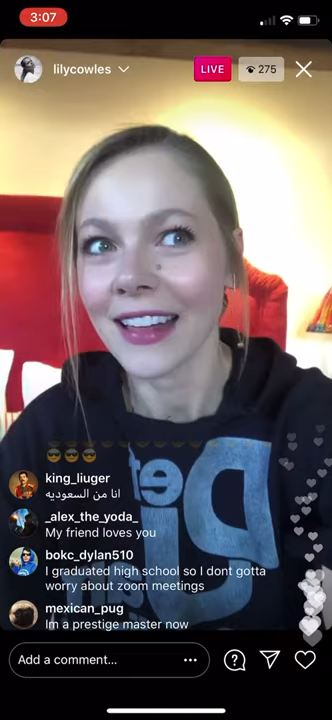 3:07
lilycowles
LIVE
275
king_liuger
انا من السعوديه
_alex_the_yoda_
My friend loves you
bokc_dylan510
I graduated high school so I dont gotta
worry about zoom meetings
mexican_pug
Im a prestige master now
Add a comment...